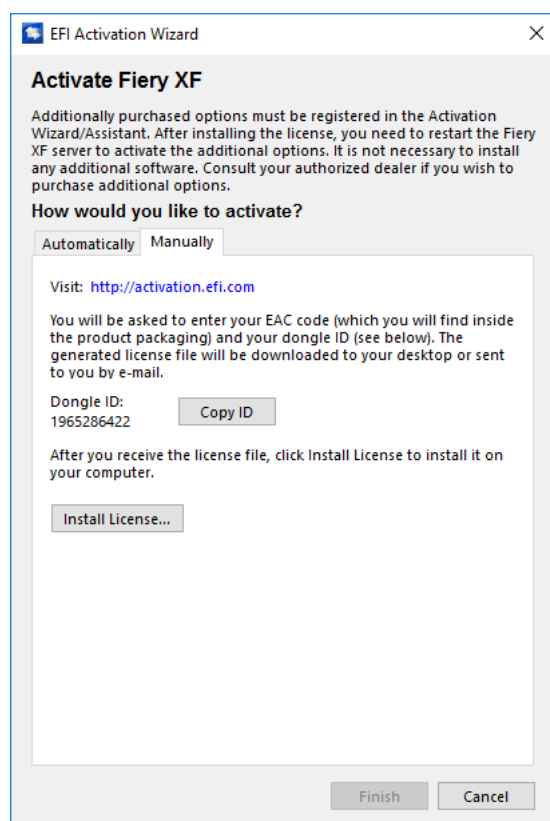 EFI Activation Wizard
Activate Fiery XF
Additionally purchased options must be registered in the Activation
Wizard/Assistant. After installing the license, you need to restart the Fiery
XF server to activate the additional options. It is not necessary to install
any additional software. Consult your authorized dealer if you wish to
purchase additional options.
How would you like to activate?
Automatically Manually
Visit: http://activation.efi.com
You will be asked to enter your EAC code (which you will find inside
the product packaging) and your dongle ID (see below). The
generated license file will be downloaded to your desktop or sent
to you by e-mail.
Dongle ID:
1965286422
Copy ID
After you receive the license file, click Install License to install it on
your computer.
Install License...
Finish Cancel